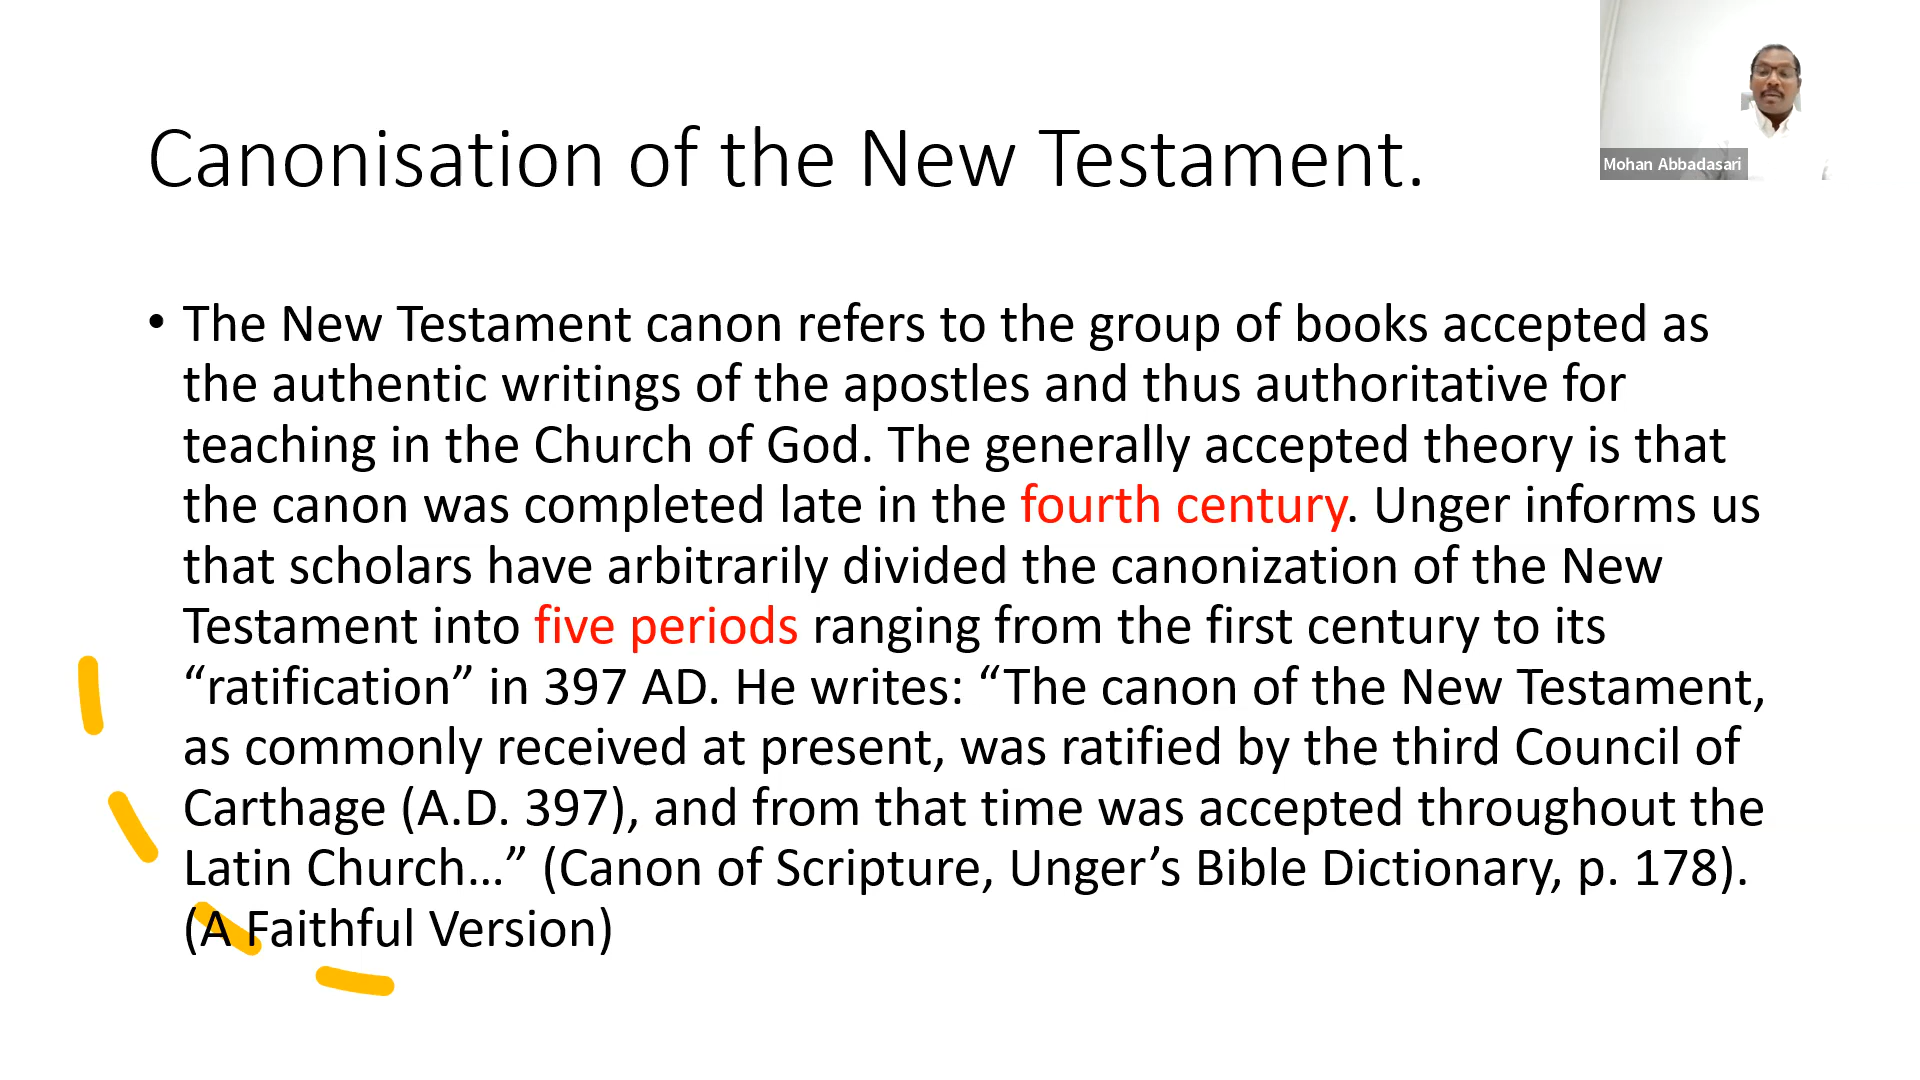 Canonisation of the New Testament.
Mohan Abbadasari
• The New Testament canon refers to the group of books accepted as
the authentic writings of the apostles and thus authoritative for
teaching in the Church of God. The generally accepted theory is that
the canon was completed late in the fourth century. Unger informs us
that scholars have arbitrarily divided the canonization of the New
Testament into five periods ranging from the first century to its
“ratification” in 397 AD. He writes: “The canon of the New Testament,
as commonly received at present, was ratified by the third Council of
Carthage (A.D. 397), and from that time was accepted throughout the
Latin Church…” (Canon of Scripture, Unger’s Bible Dictionary, p. 178).
(A Faithful Version)